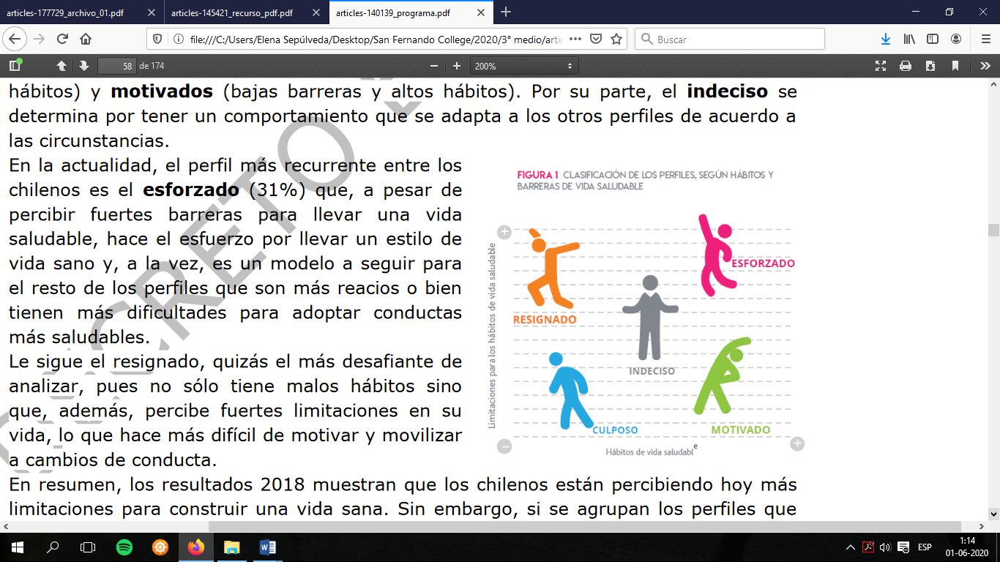 articles-177729_archivo_01.pdf
articles-145421_recurso_pdf.pdf
articles-140139_programa.pdf
file:///C:/Users/Elena Sepúlveda/Desktop/San Fernando College/2020/3° medio/artic
Buscar
58
de 174
200%
hábitos) y motivados (bajas barreras y altos hábitos). Por su parte, el indeciso se
determina por tener un comportamiento que se adapta a los otros perfiles de acuerdo a
las circunstancias.
En la actualidad, el perfil más recurrente entre los
chilenos es el esforzado (31%) que, a pesar de
percibir fuertes barreras para llevar una vida
saludable, hace el esfuerzo por llevar un estilo de
vida sano y, a la vez, es un modelo a seguir para
el resto de los perfiles que son más reacios o bien
tienen más dificultades para adoptar conductas
más saludables.
Le sigue el resignado, quizás el más desafiante de
analizar, pues no sólo tiene malos hábitos sino
que, además, percibe fuertes limitaciones en su
vida, lo que hace más difícil de motivar y movilizar
a cambios de conducta.
FIGURA 1 CLASIFICACIÓN DE LOS PERFILES, SEGÚN HÁBITOS Y
BARRERAS DE VIDA SALUDABLE
Limitaciones para los hábitos de vida saludable
ESFORZADO
RESIGNADO
INDECISO
CULPOSO
MOTIVADO
Hábitos de vida saludable
En resumen, los resultados 2018 muestran que los chilenos están percibiendo hoy más
limitaciones para construir una vida sana. Sin embargo, si se agrupan los perfiles que
CRETO
ESP
1:14
01-06-2020